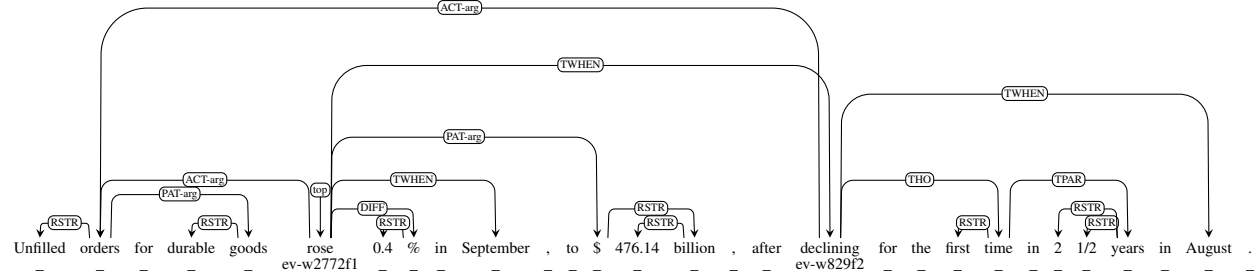 ACT-arg
TWHEN
TWHEN
PAT-arg
ACT-arg top TWHEN THO TPAR
PAT-arg
DIFF RSTR RSTR
RSTR RSTR RSTR RSTR RSTR RSTR
Unfilled orders for durable goods rose 0.4 % in September , to $ 476.14 billion , after declining for the first time in 2 1/2 years in August .
ev-w2772f1 ev-w829f2
_ _ _ _ _ _ _ _ _ _ _ _ _ _ _ _ _ _ _ _ _ _ _ _ _ _ _